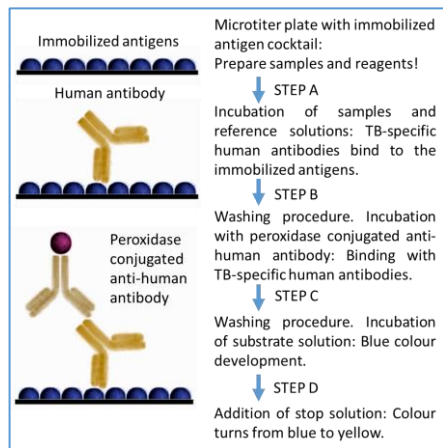 Immobilized antigens
Human antibody
Peroxidase
conjugated
anti-human
antibody
Microtiter plate with immobilized
antigen cocktail:
Prepare samples and reagents!
STEP A
Incubation of samples and
reference solutions: TB-specific
human antibodies bind to the
immobilized antigens.
STEP B
Washing procedure. Incubation
with peroxidase conjugated anti-
human antibody: Binding with
TB-specific human antibodies.
STEP C
Washing procedure. Incubation
of substrate solution: Blue colour
development.
STEP D
Addition of stop solution: Colour
turns from blue to yellow.